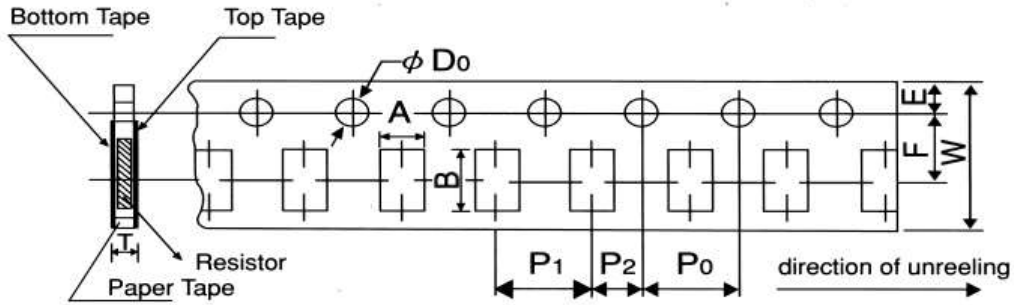 Bottom Tape
Top Tape
ϕ D0
A
E
B
F
W
T
Resistor
Paper Tape
P1
P2
P0
direction of unreeling